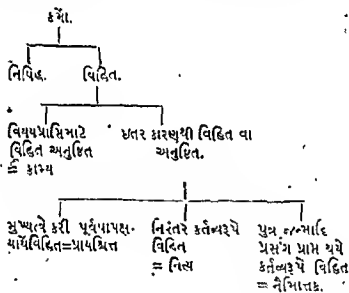 કર્મો.
નિષિદ્ધ. વિહિત.
વિષયપ્રાપ્તિમાટે ઇતર કારણથી વિહિત વા
વિહિત અનુષ્ઠિત અનુષ્ઠિત.
= કામ્ય
મુખ્યત્વે કરી પૂર્વપાપક્ષ- નિરંતર કર્તવ્યરૂપે પુત્ર જન્માદિ
યાર્થવિહિત=પ્રાયશ્ચિત્ત વિહિત પ્રસંગ પ્રાપ્ત થયે
= નિત્ય કર્તવ્યરૂપે વિહિત
= નૈમિત્તક.